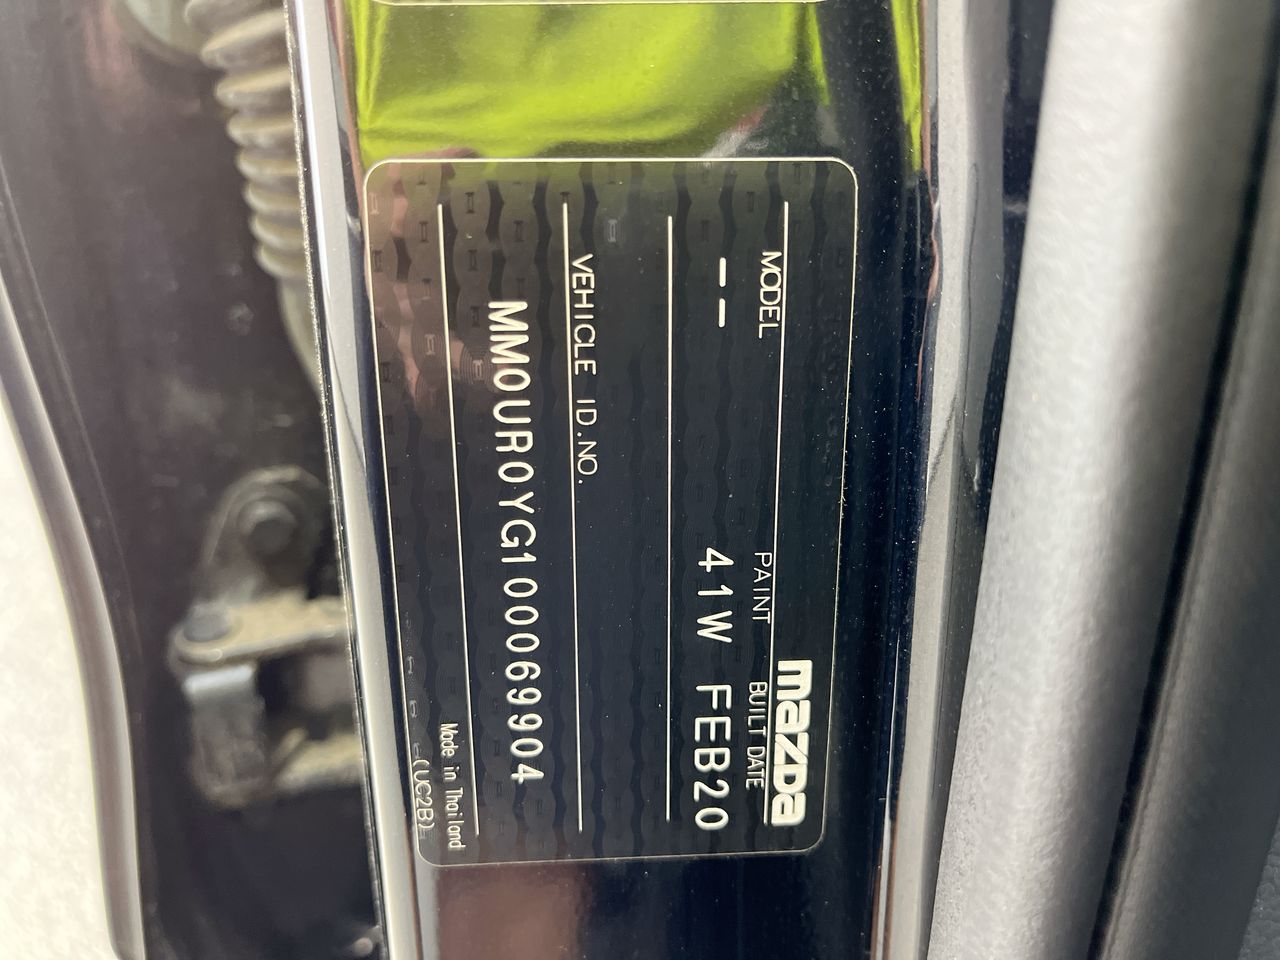 mazda
MODEL PAINT BUILT DATE
-- 41W FEB20
VEHICLE ID.NO.
MM0UR0YG100069904
Made in Thailand
(UC2B)